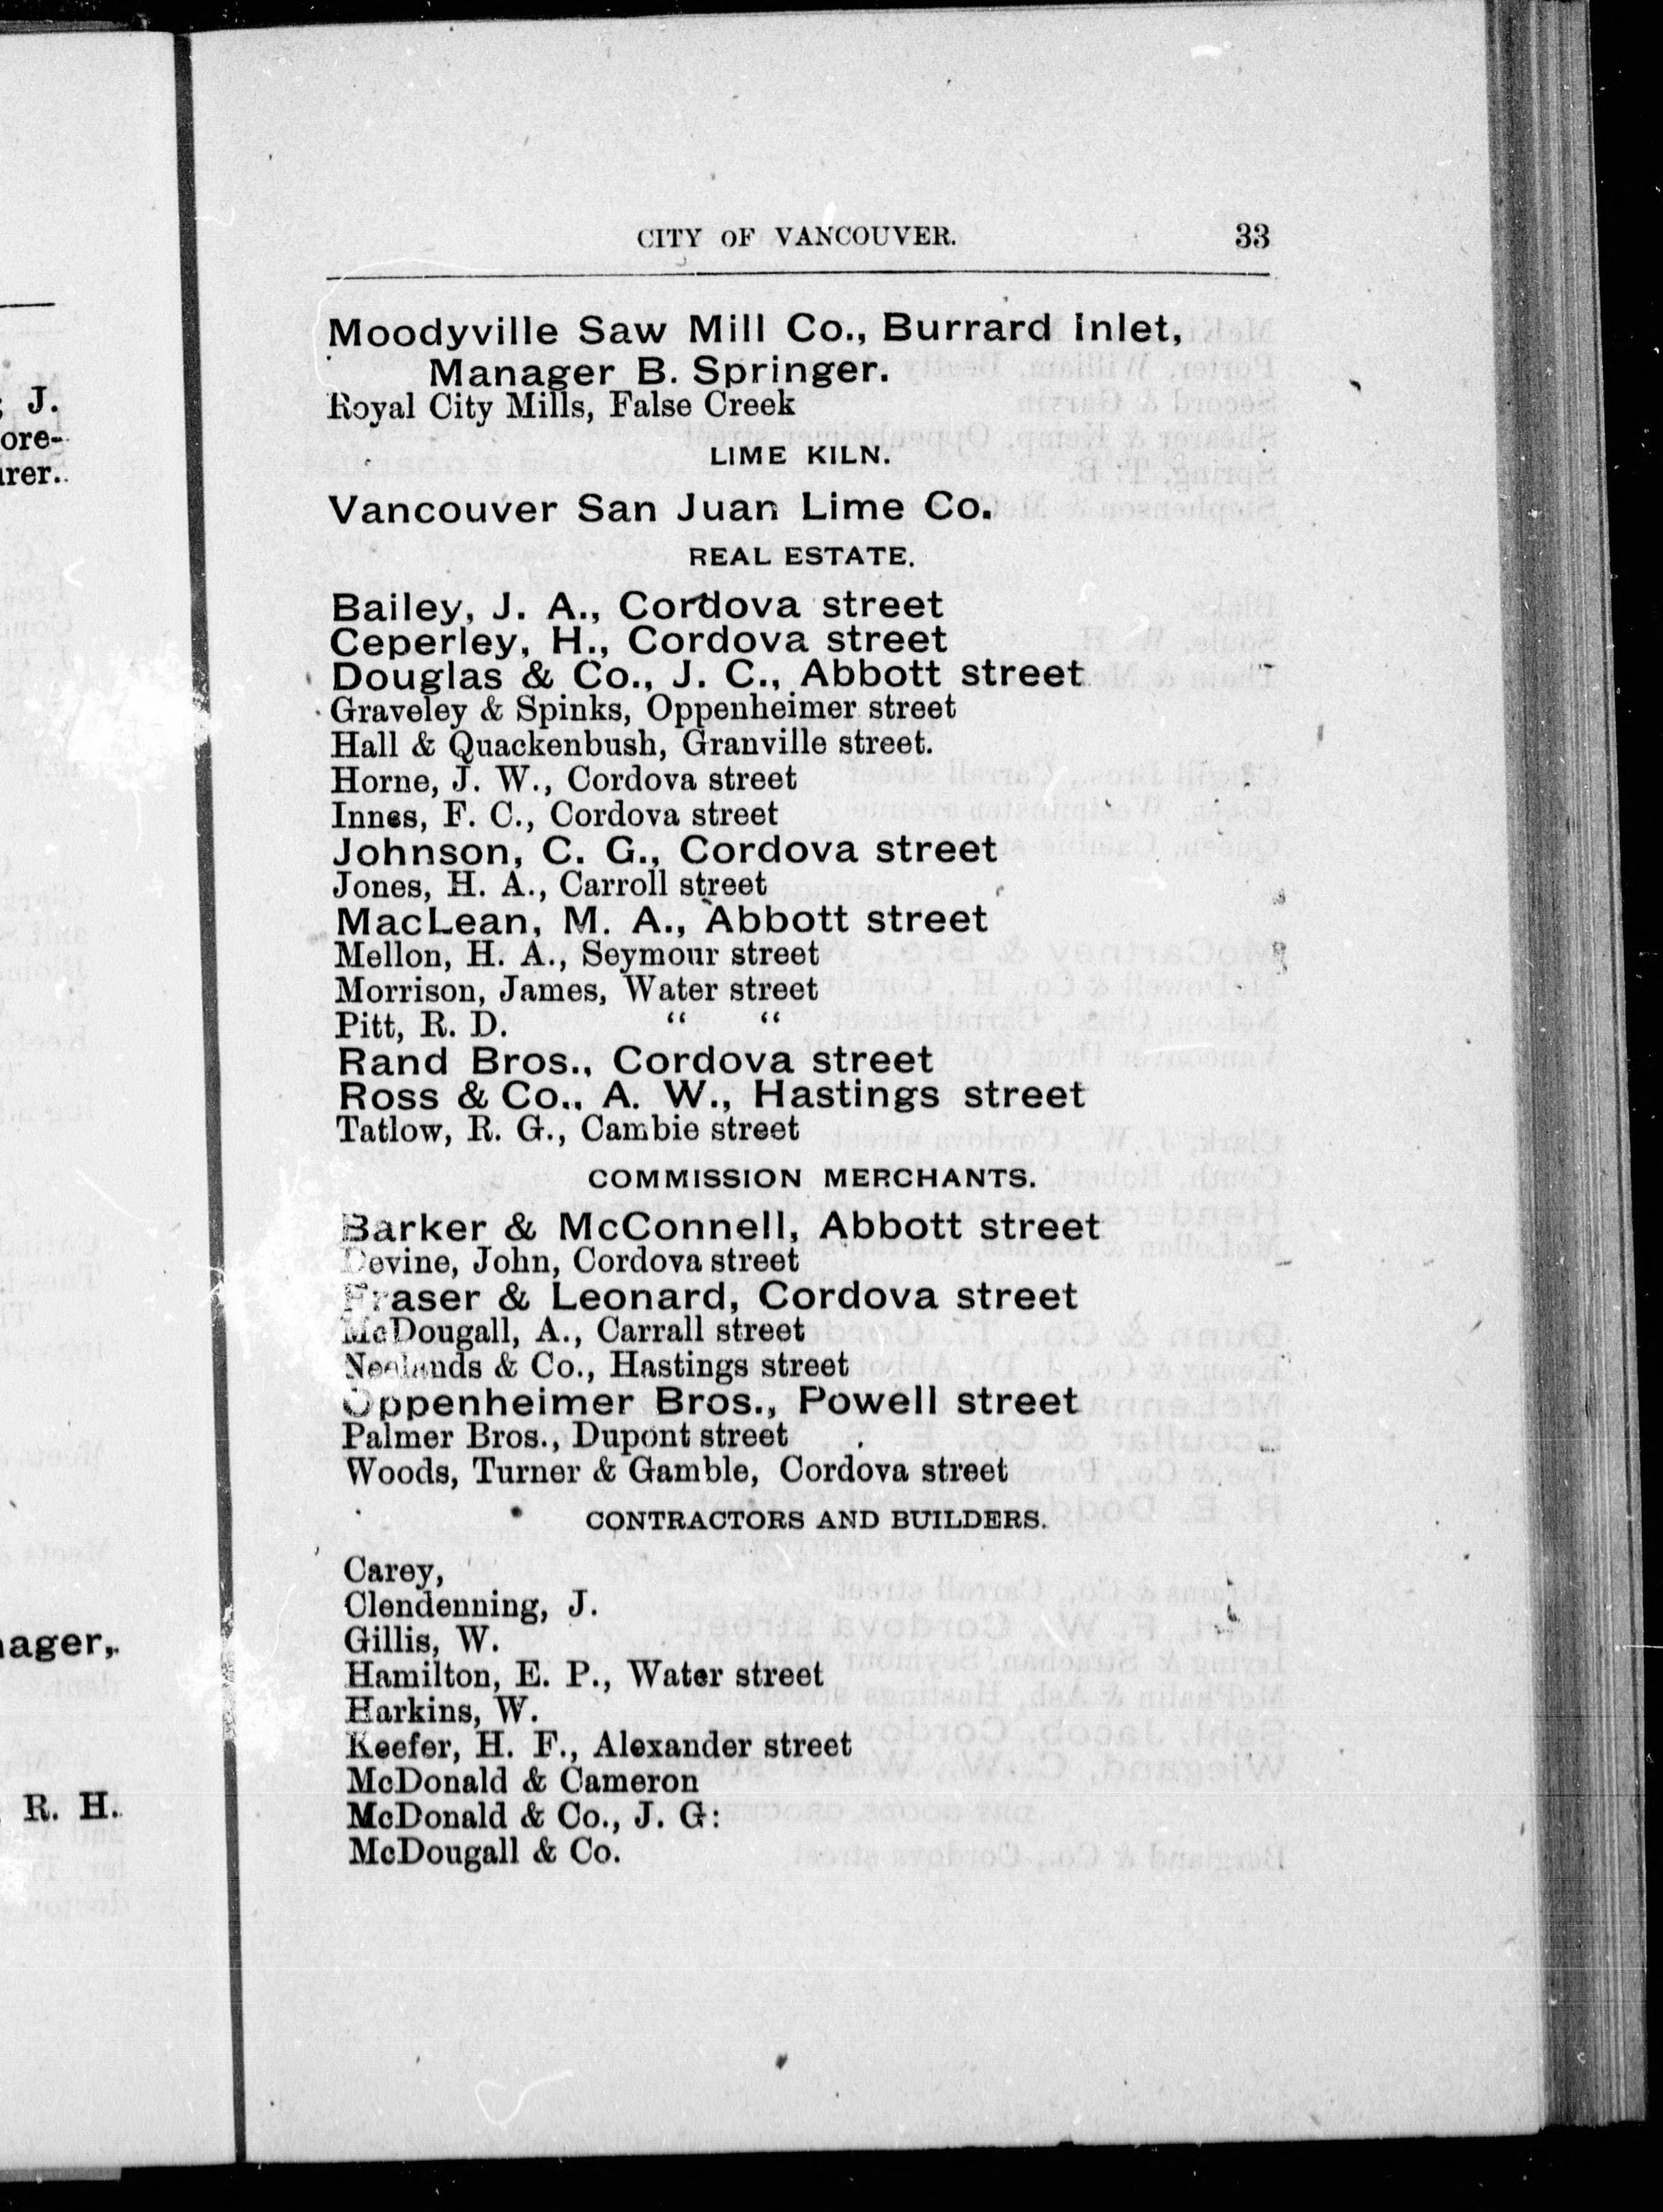 CITY OF VANCOUVER. 33
Moodyville Saw Mill Co., Burrard Inlet,
Manager B. Springer.
Royal City Mills, False Creek
LIME KILN.
Vancouver San Juan Lime Co.
REAL ESTATE.
Bailey, J. A., Cordova street
Ceperley, H., Cordova street
Douglas & Co., J. C., Abbott street
Graveley & Spinks, Oppenheimer street
Hall & Quackenbush, Granville street.
Horne, J. W., Cordova street
Innes, F. C., Cordova street
Johnson, C. G., Cordova street
Jones, H. A., Carroll street
MacLean, M. A., Abbott street
Mellon, H. A., Seymour street
Morrison, James, Water street
Pitt, R. D. “ “
Rand Bros., Cordova street
Ross & Co., A. W., Hastings street
Tatlow, R. G., Cambie street
COMMISSION MERCHANTS.
Barker & McConnell, Abbott street
Devine, John, Cordova street
Fraser & Leonard, Cordova street
McDougall, A., Carrall street
Neelands & Co., Hastings street
Oppenheimer Bros., Powell street
Palmer Bros., Dupont street
Woods, Turner & Gamble, Cordova street
CONTRACTORS AND BUILDERS.
Carey,
Clendenning, J.
Gillis, W.
Hamilton, E. P., Water street
Harkins, W.
Keefer, H. F., Alexander street
McDonald & Cameron
McDonald & Co., J. G:
McDougall & Co.
J.
ore-
urer.
ager,
R. H.